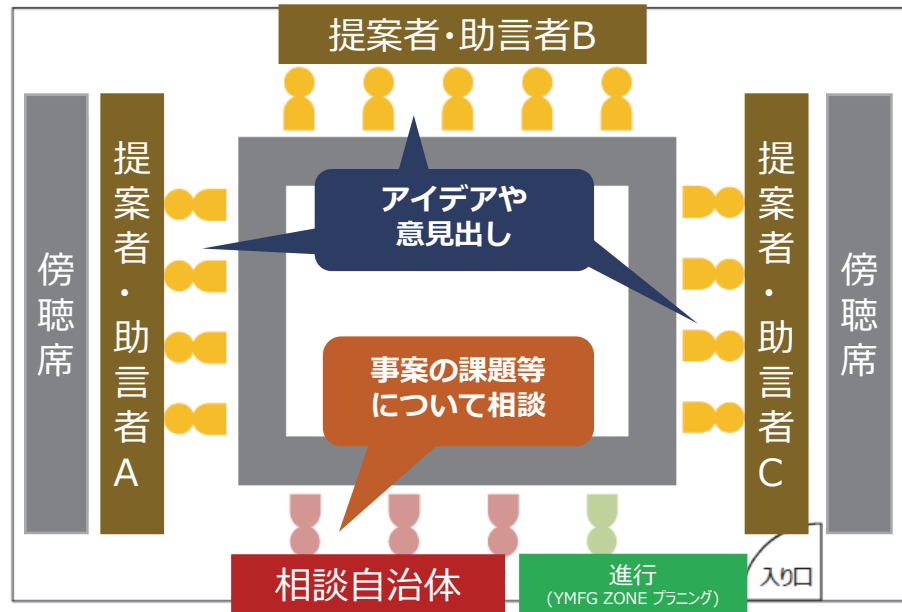 提案者・助言者B
傍聴席
提案者・助言者A
アイデアや
意見出し
提案者・助言者C
傍聴席
事案の課題等
について相談
相談自治体
進行
(YMFG ZONE プラニング)
入り口